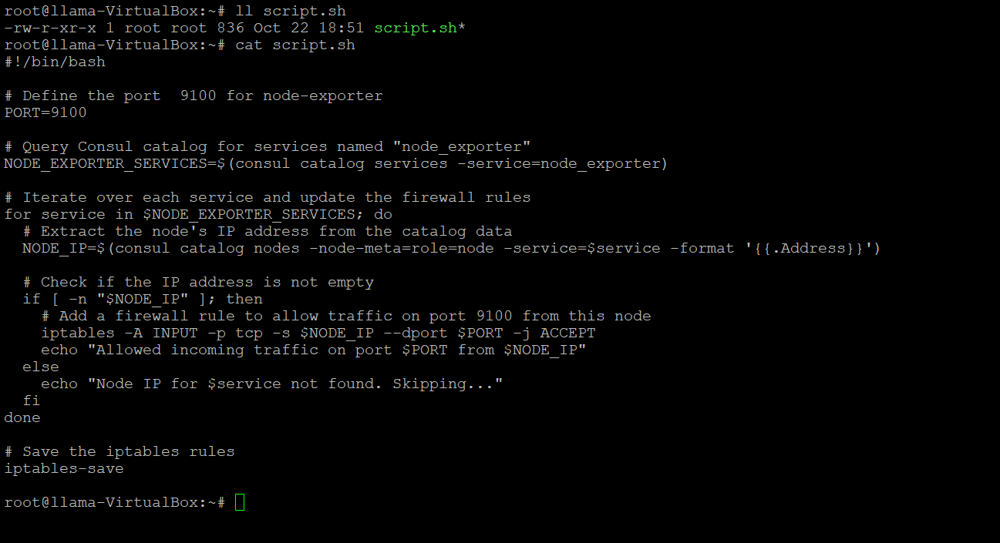 root@llama-VirtualBox:~# ll script.sh
-rw-r-xr-x 1 root root 836 Oct 22 18:51 script.sh*
root@llama-VirtualBox:~# cat script.sh
#!/bin/bash

# Define the port  9100 for node-exporter
PORT=9100

# Query Consul catalog for services named "node_exporter"
NODE_EXPORTER_SERVICES=$(consul catalog services -service=node_exporter)

# Iterate over each service and update the firewall rules
for service in $NODE_EXPORTER_SERVICES; do
  # Extract the node's IP address from the catalog data
  NODE_IP=$(consul catalog nodes -node-meta=role=node -service=$service -format '{{.Address}}')

  # Check if the IP address is not empty
  if [ -n "$NODE_IP" ]; then
    # Add a firewall rule to allow traffic on port 9100 from this node
    iptables -A INPUT -p tcp -s $NODE_IP --dport $PORT -j ACCEPT
    echo "Allowed incoming traffic on port $PORT from $NODE_IP"
  else
    echo "Node IP for $service not found. Skipping..."
  fi
done

# Save the iptables rules
iptables-save

root@llama-VirtualBox:~#